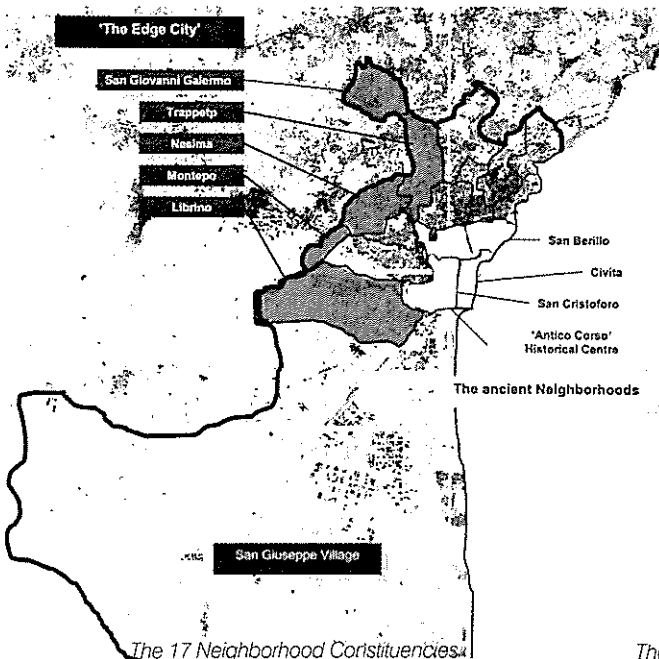 'The Edge City'
San Giovanni Galermo
Trappeto
Nesima
Montepo
Librino
San Berillo
Civita
San Cristoforo
'Antico Corso'
Historical Centre
The ancient Neighborhoods
San Giuseppe Village
The 17 Neighborhood Constituencies
The